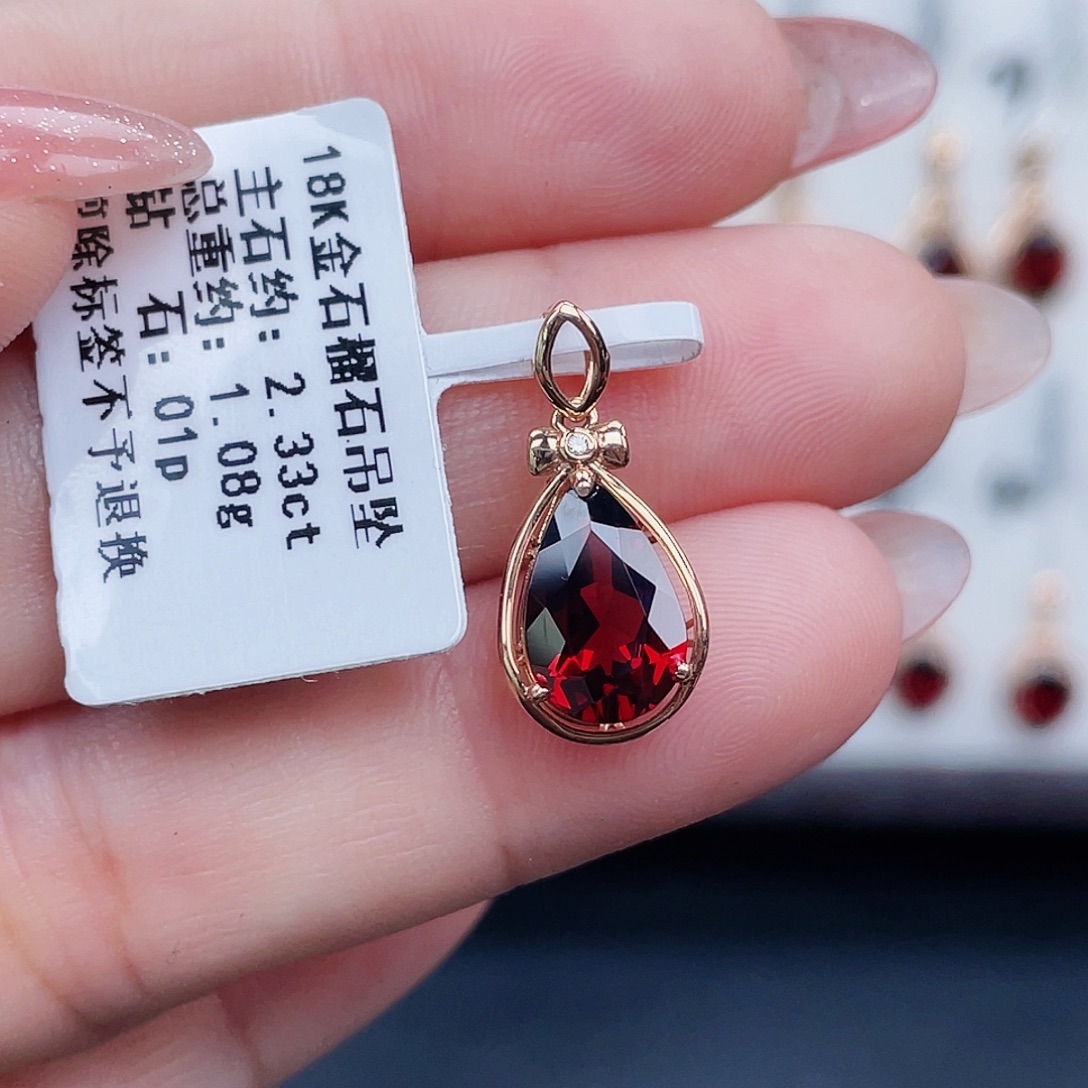 18K金石榴石吊坠
主石约: 2.33ct
总重约: 1.08g
钻 石: 01p
除标签不予退换